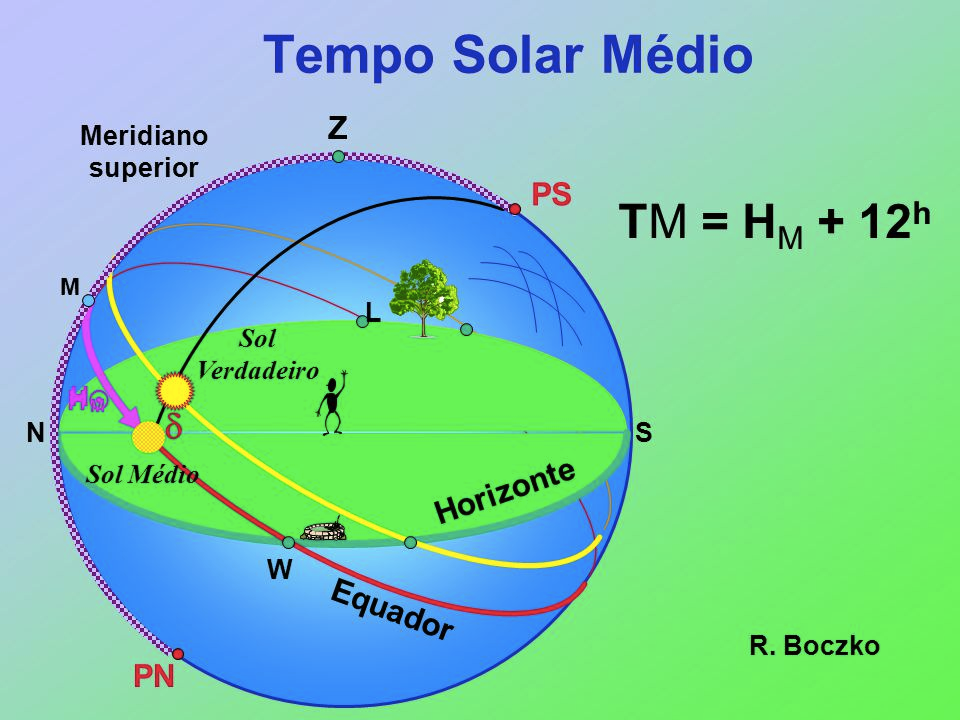 Tempo Solar Médio
Meridiano
superior
Z
PS
TM = HM + 12h
M
L
Sol
Verdadeiro
HM
δ
N
S
Sol Médio
Horizonte
W
Equador
R. Boczko
PN